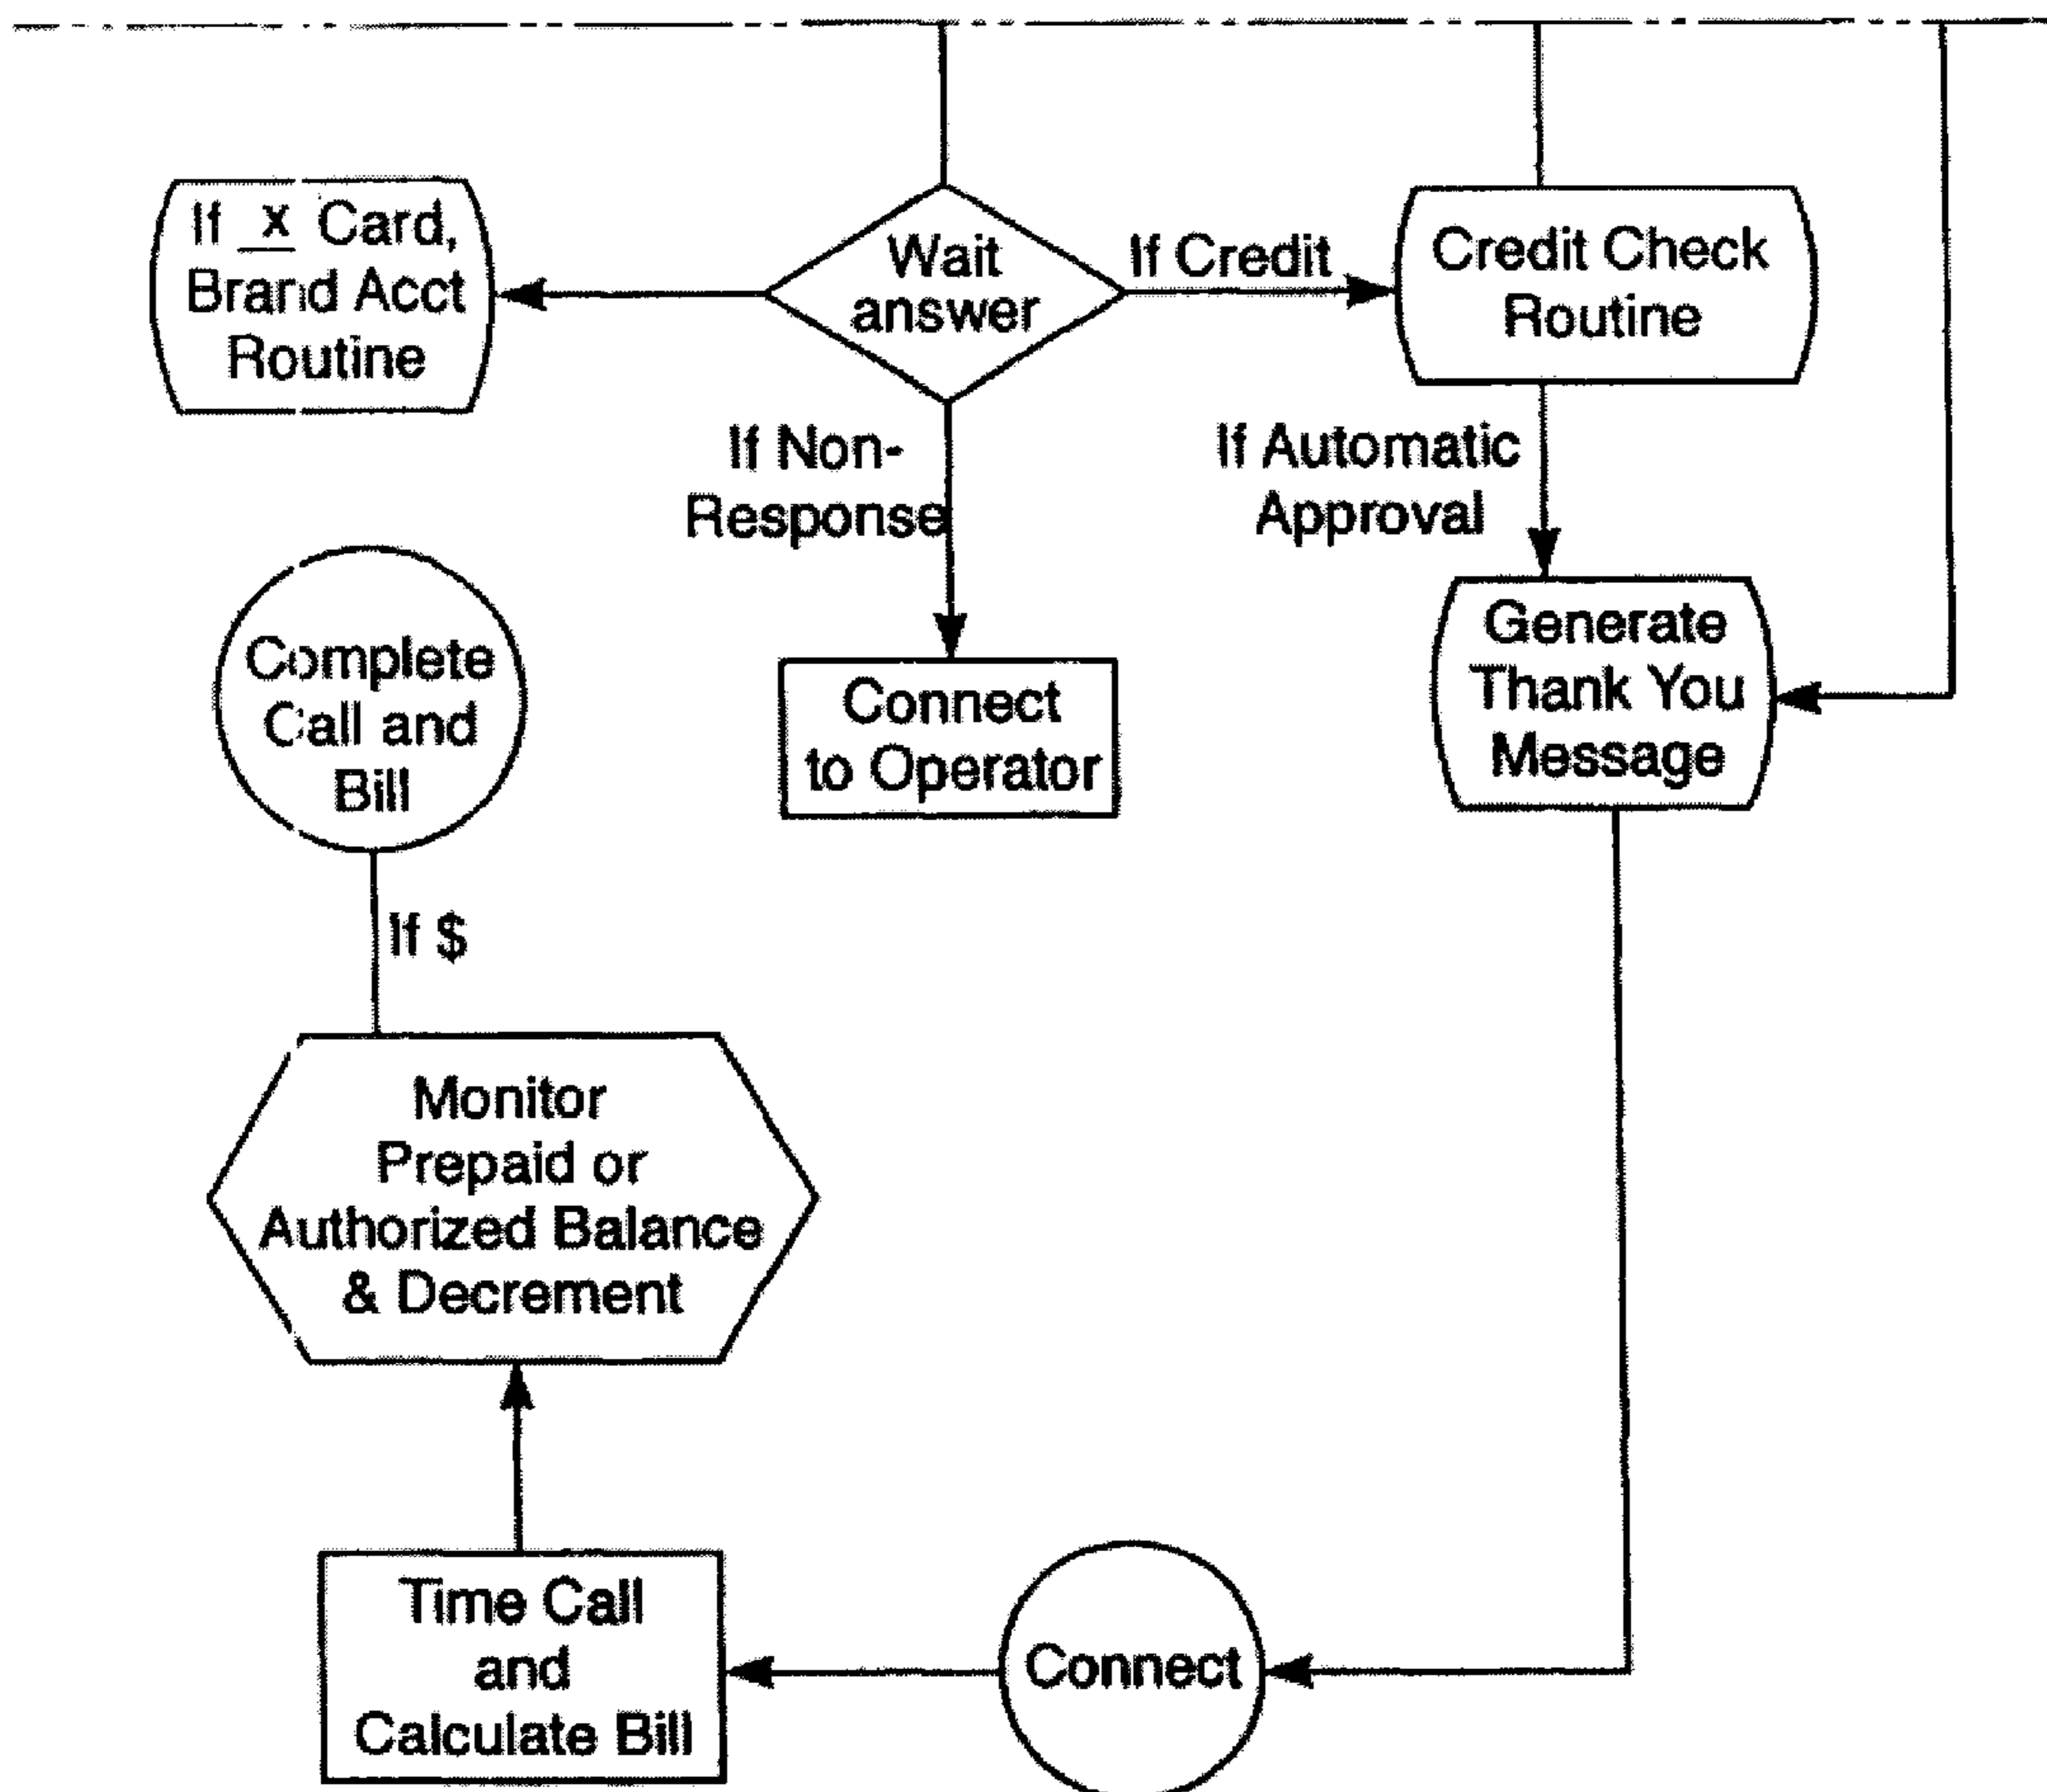 If x Card,
Brand Acct
Routine
Wait
answer
If Credit
Credit Check
Routine
If Non-
Response
If Automatic
Approval
Complete
Call and
Bill
Connect
to Operator
Generate
Thank You
Message
If $
Monitor
Prepaid or
Authorized Balance
& Decrement
Time Call
and
Calculate Bill
Connect